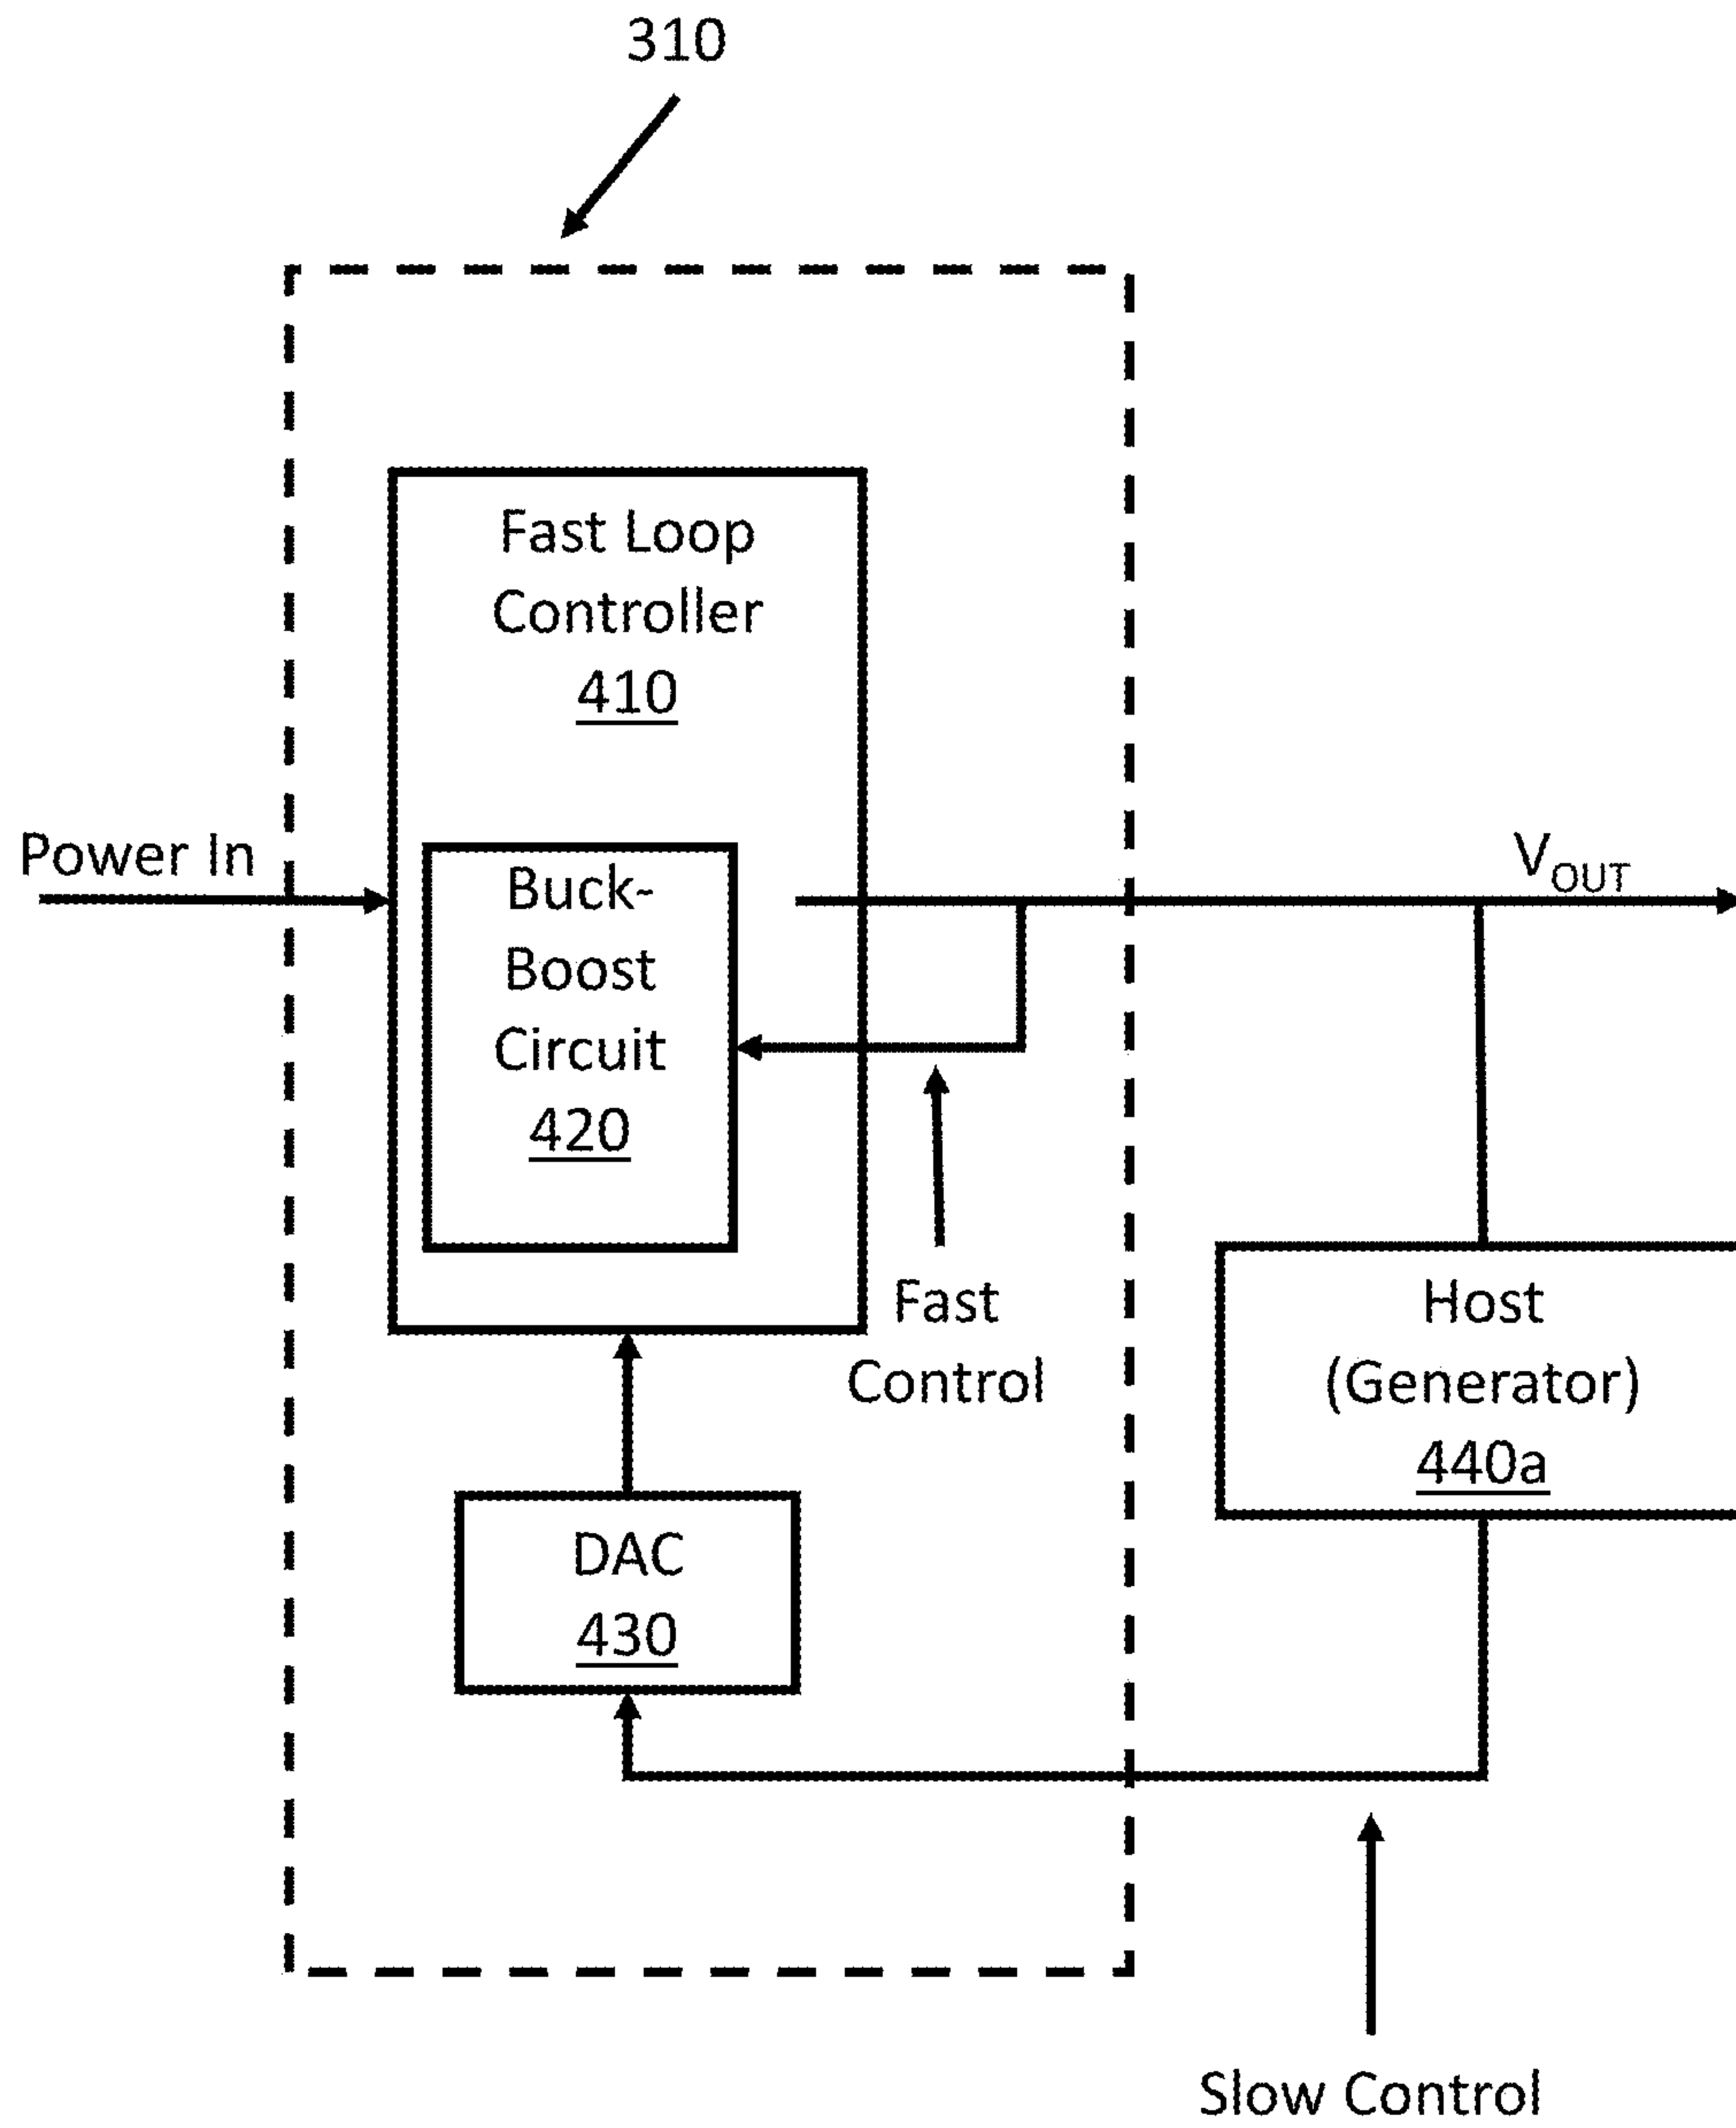 310
Fast Loop
Controller
410
Power In
Buck-
Boost
Circuit
420
V_OUT
Fast
Control
Host
(Generator)
440a
DAC
430
Slow Control